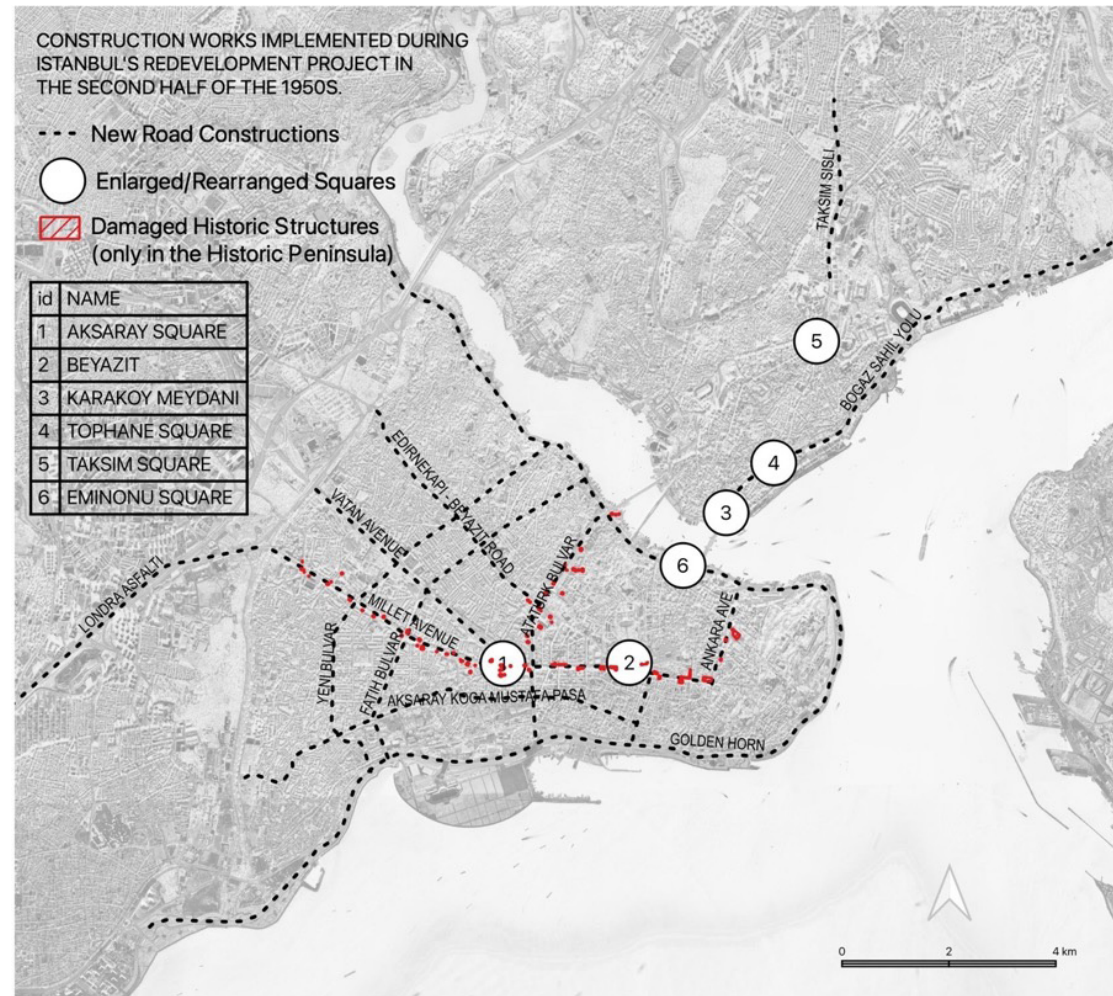 CONSTRUCTION WORKS IMPLEMENTED DURING
ISTANBUL'S REDEVELOPMENT PROJECT IN
THE SECOND HALF OF THE 1950S.
New Road Constructions
Enlarged/Rearranged Squares
Damaged Historic Structures
(only in the Historic Peninsula)
id NAME
1 AKSARAY SQUARE
2 BEYAZIT
3 KARAKOY MEYDANI
4 TOPHANE SQUARE
5 TAKSIM SQUARE
6 EMINONU SQUARE
TAKSIM SISLI
5
BOGAZ SAHIL YOLU
4
3
6
EDIRNEKAPI - BEYAZIT ROAD
VATAN AVENUE
ATATURK BULVAR
LONDRA ASFALTI
MILLET AVENUE
ANKARA AVE
1
2
YENI BULVAR
FATIH BULVAR
AKSARAY KOGA MUSTAFA PASA
GOLDEN HORN
0 2 4 km